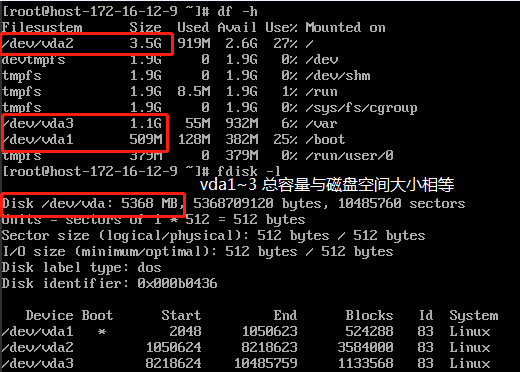 [root@host-172-16-12-9 ~]# df -h
Filesystem Size Used Avail Use% Mounted on
/dev/vda2 3.5G 919M 2.6G 27% /
devtmpfs 1.9G 0 1.9G 0% /dev
tmpfs 1.9G 0 1.9G 0% /dev/shm
tmpfs 1.9G 8.5M 1.9G 1% /run
tmpfs 1.9G 0 1.9G 0% /sys/fs/cgroup
/dev/vda3 1.1G 55M 932M 6% /var
/dev/vda1 509M 128M 382M 25% /boot
tmpfs 379M 0 379M 0% /run/user/0
[root@host-172-16-12-9 ~]# fdisk -l
vda1~3 总容量与磁盘空间大小相等
Disk /dev/vda: 5368 MB, 5368709120 bytes, 10485760 sectors
Units = sectors of 1 * 512 = 512 bytes
Sector size (logical/physical): 512 bytes / 512 bytes
I/O size (minimum/optimal): 512 bytes / 512 bytes
Disk label type: dos
Disk identifier: 0x000b0436
Device Boot Start End Blocks Id System
/dev/vda1 * 2048 1050623 524288 83 Linux
/dev/vda2 1050624 8218623 3584000 83 Linux
/dev/vda3 8218624 10485759 1133568 83 Linux